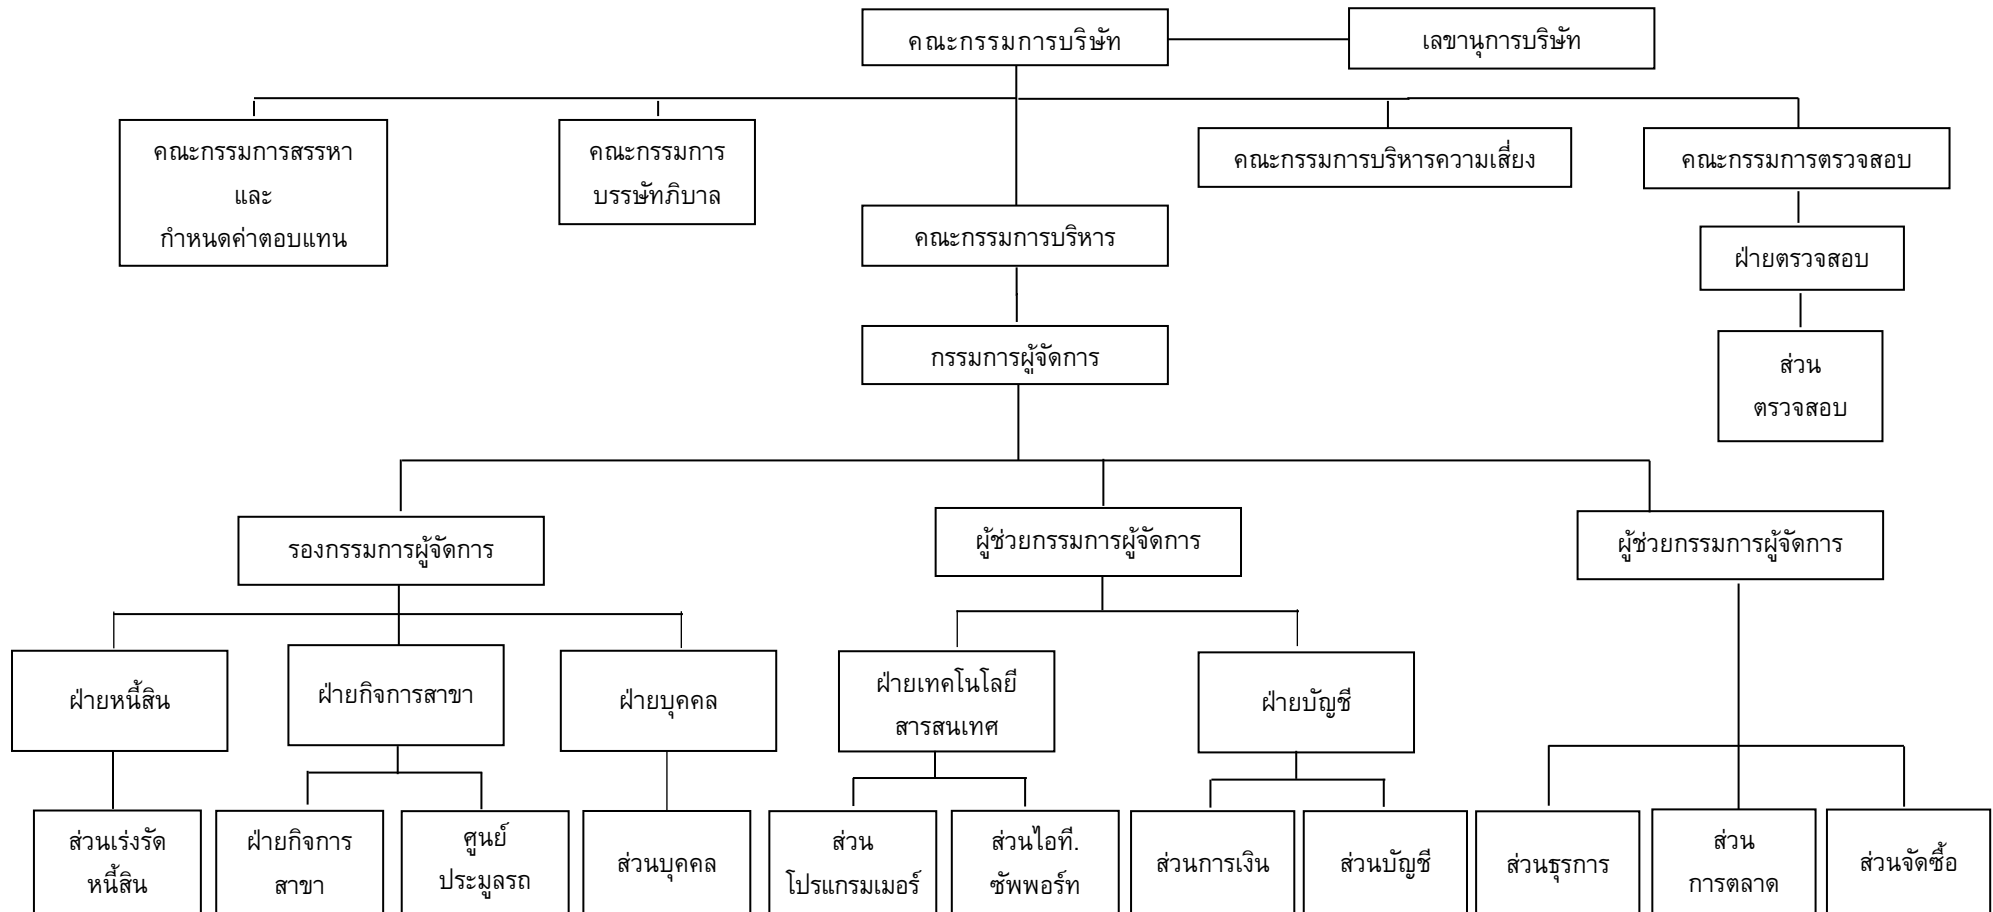 คณะกรรมการบริษัท
เลขานุการบริษัท
คณะกรรมการสรรหา
และ
กำหนดค่าตอบแทน
คณะกรรมการ
บรรษัทภิบาล
คณะกรรมการบริหารความเสี่ยง
คณะกรรมการตรวจสอบ
คณะกรรมการบริหาร
ฝ่ายตรวจสอบ
กรรมการผู้จัดการ
ส่วน
ตรวจสอบ
รองกรรมการผู้จัดการ
ผู้ช่วยกรรมการผู้จัดการ
ผู้ช่วยกรรมการผู้จัดการ
ฝ่ายหนี้สิน
ฝ่ายกิจการสาขา
ฝ่ายบุคคล
ฝ่ายเทคโนโลยี
สารสนเทศ
ฝ่ายบัญชี
ส่วนเร่งรัด
หนี้สิน
ฝ่ายกิจการ
สาขา
ศูนย์
ประมูลรถ
ส่วนบุคคล
ส่วน
โปรแกรมเมอร์
ส่วนไอที.
ซัพพอร์ท
ส่วนการเงิน
ส่วนบัญชี
ส่วนธุรการ
ส่วน
การตลาด
ส่วนจัดซื้อ